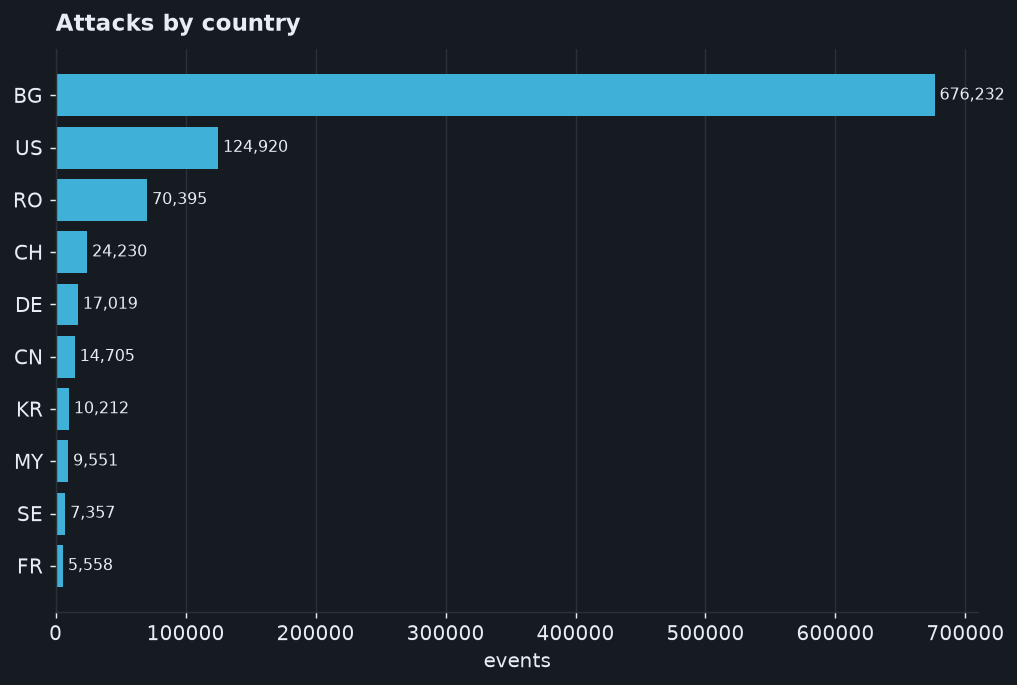 Attacks by country
BG 676,232
US 124,920
RO 70,395
CH 24,230
DE 17,019
CN 14,705
KR 10,212
MY 9,551
SE 7,357
FR 5,558
0 100000 200000 300000 400000 500000 600000 700000
events